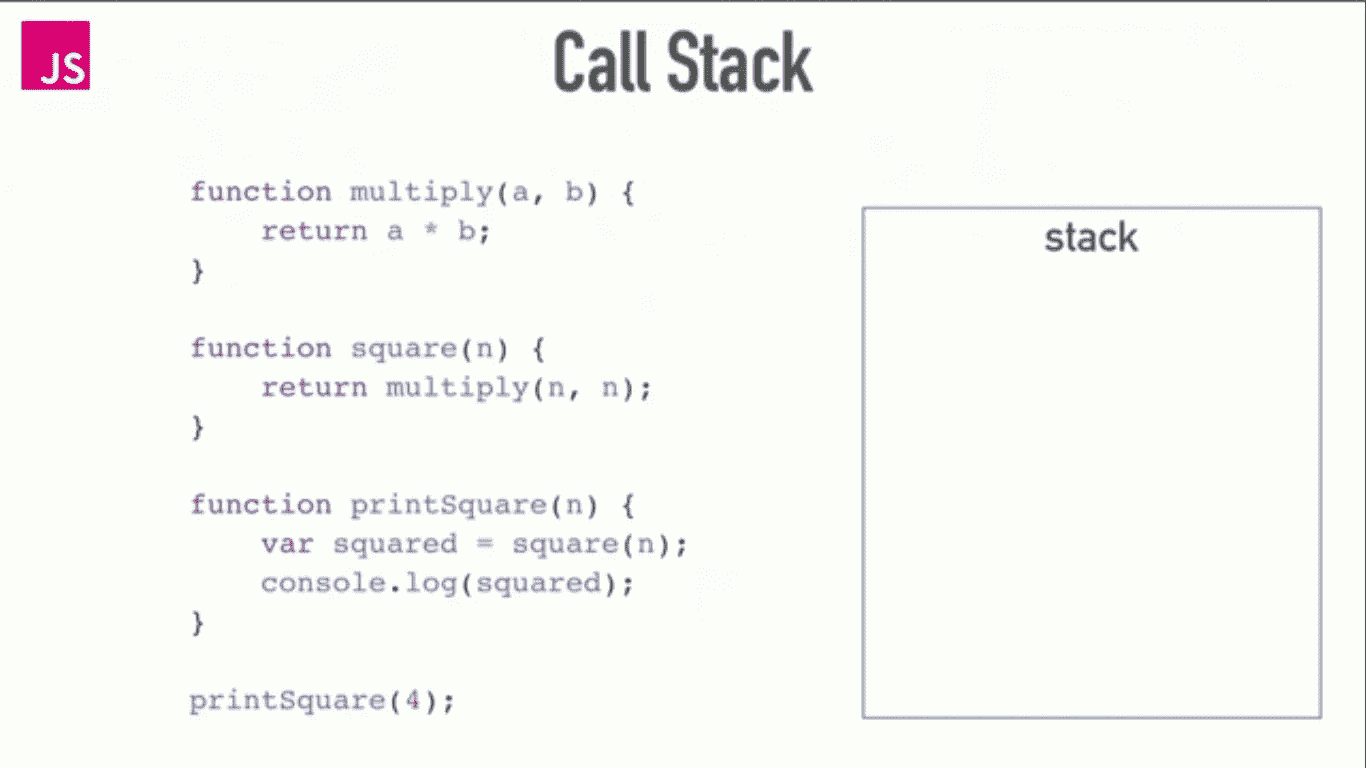 JS
Call Stack
function multiply(a, b) {
    return a * b;
}
function square(n) {
    return multiply(n, n);
}
function printSquare(n) {
    var squared = square(n);
    console.log(squared);
}
printSquare(4);
stack